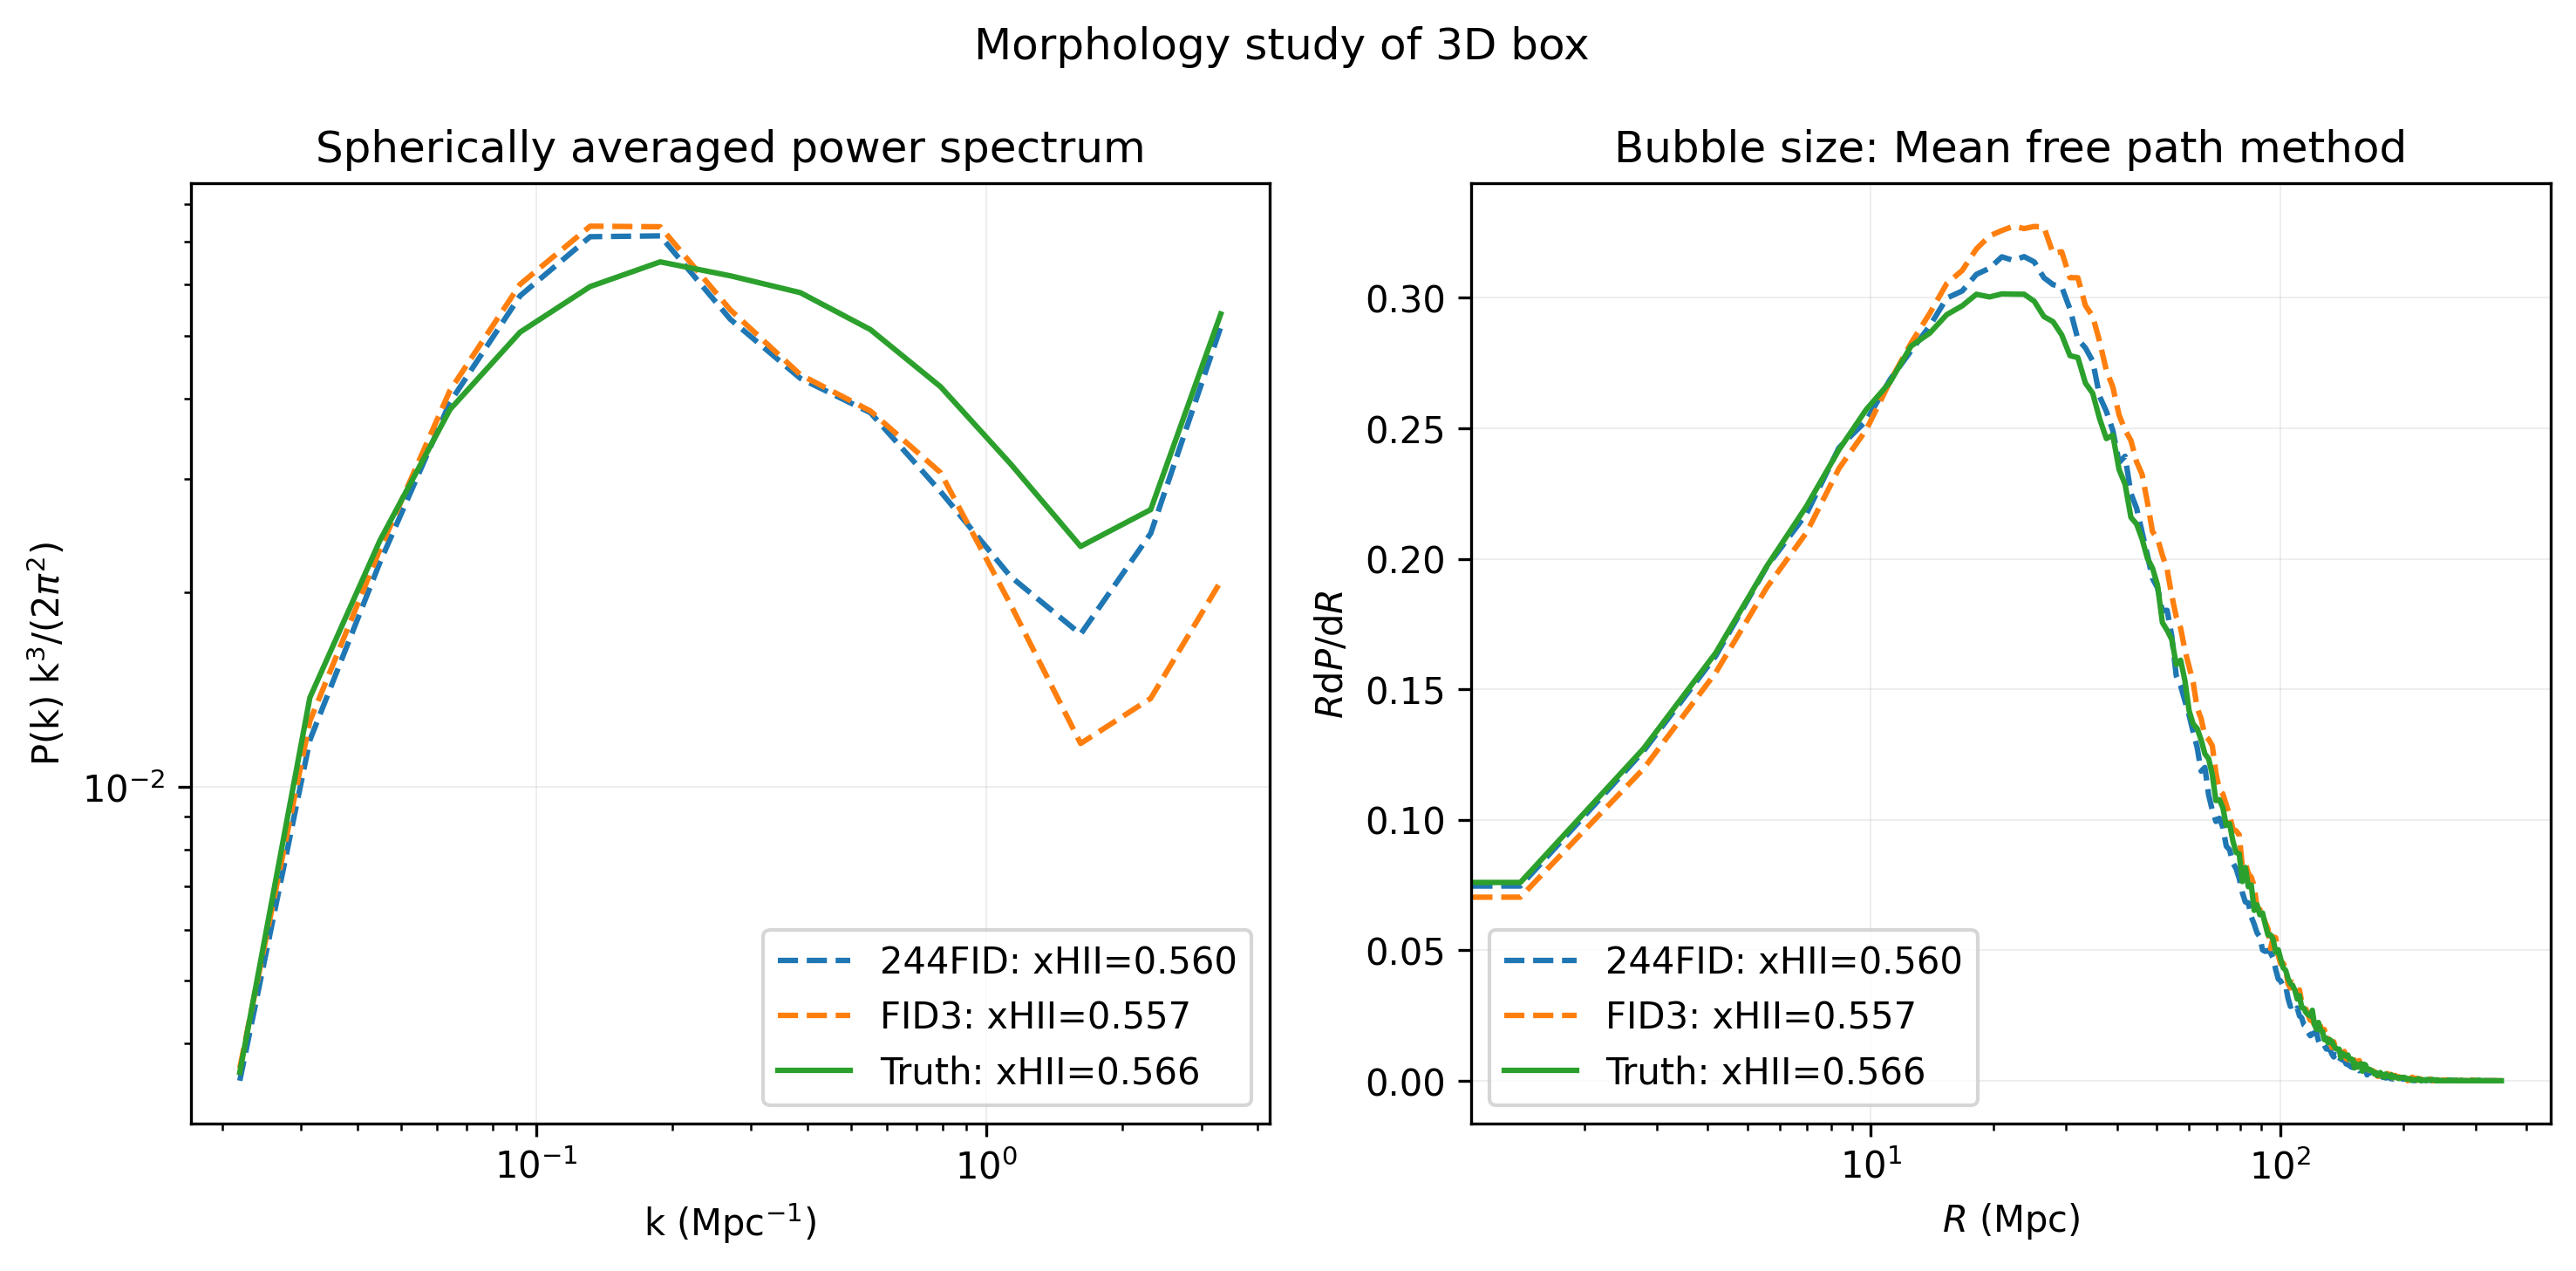 Morphology study of 3D box
Spherically averaged power spectrum
P(k) k³/(2π²)
10⁻²
10⁻¹
10⁰
k (Mpc⁻¹)
244FID: xHII=0.560
FID3: xHII=0.557
Truth: xHII=0.566
Bubble size: Mean free path method
RdP/dR
0.30
0.25
0.20
0.15
0.10
0.05
0.00
10¹
10²
R (Mpc)
244FID: xHII=0.560
FID3: xHII=0.557
Truth: xHII=0.566